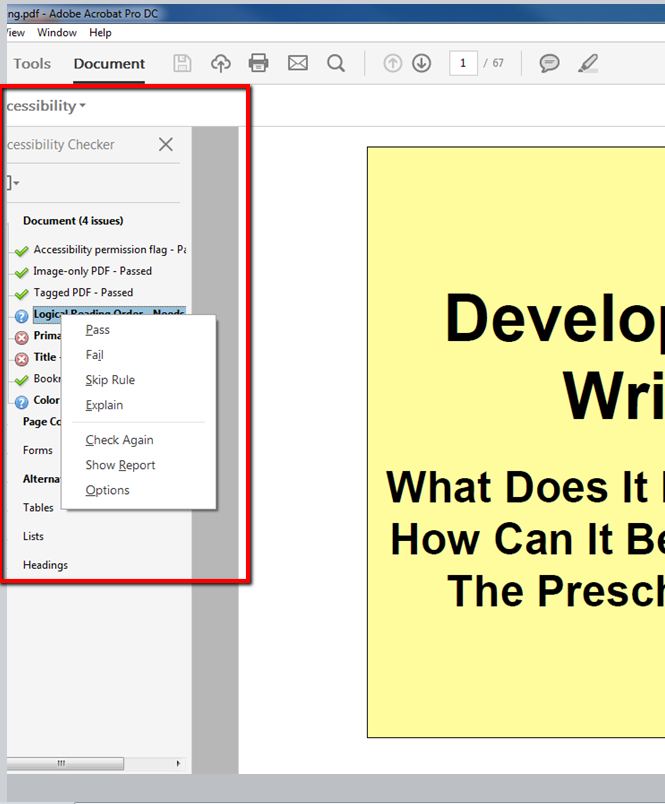 ng.pdf - Adobe Acrobat Pro DC
View Window Help
Tools Document 1 / 67
cessibility
cessibility Checker
Document (4 issues)
Accessibility permission flag - Pa
Image-only PDF - Passed
Tagged PDF - Passed
Logical Reading Order - Needs
Prima
Title -
Bookn
Color
Page Co
Forms
Alterna
Tables
Lists
Headings
Pass
Fail
Skip Rule
Explain
Check Again
Show Report
Options
Develop
Wri
What Does It
How Can It Be
The Presch